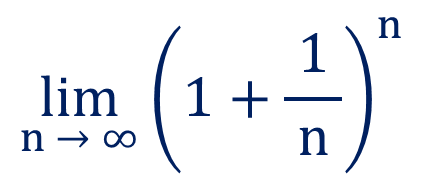 lim n → ∞ (1 + 1/n)^n